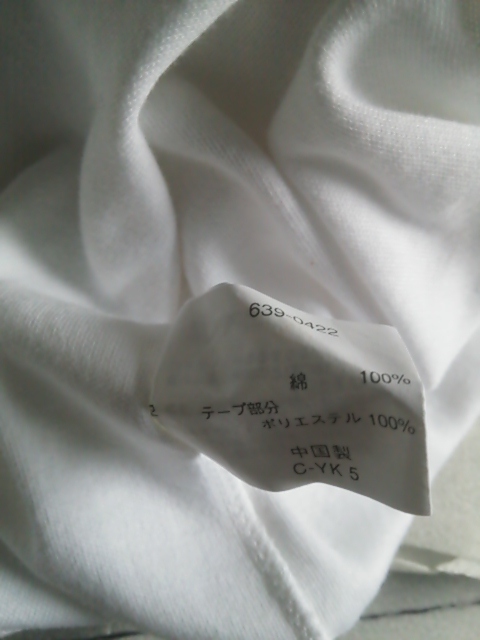 639-0422
綿 100%
テープ部分
ポリエステル 100%
中国製
C-YK 5